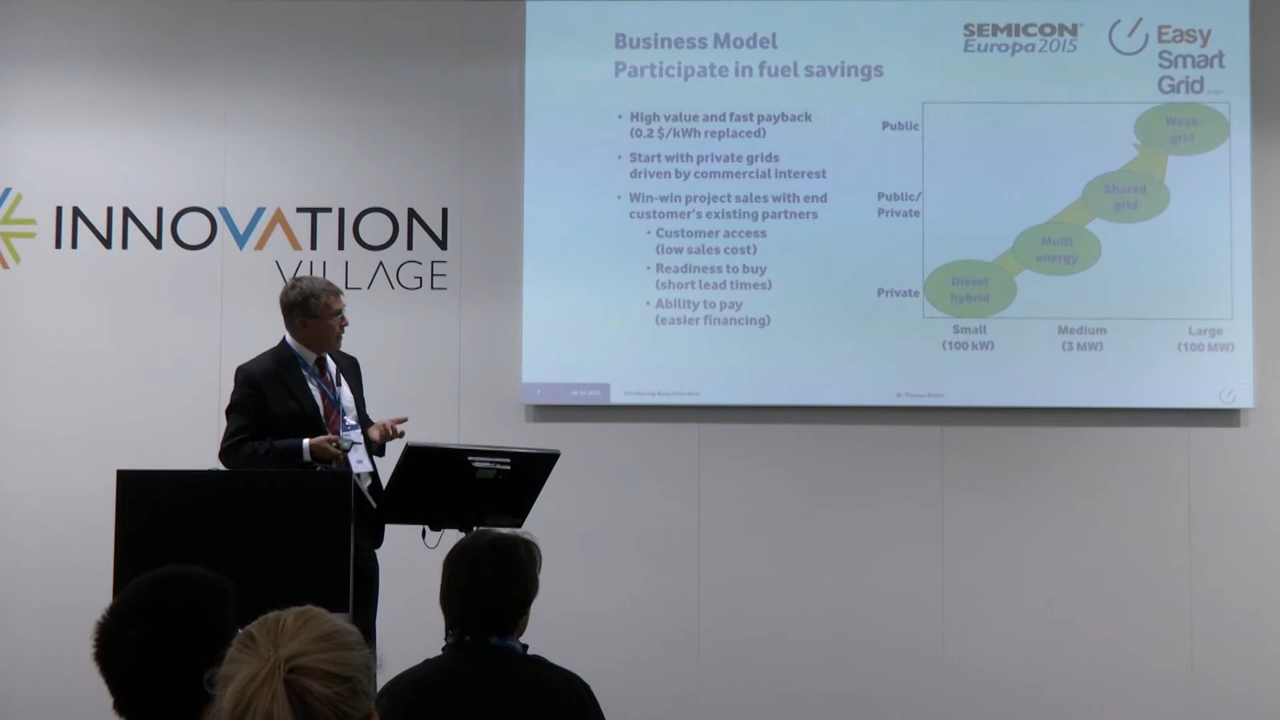 INNOVATION
VILLAGE
Business Model
Participate in fuel savings
SEMICON
Europa2015
Easy
Smart
Grid
• High value and fast payback
(0.2 $/kWh replaced)
• Start with private grids
driven by commercial interest
• Win-win project sales with end
customer's existing partners
• Customer access
(low sales cost)
• Readiness to buy
(short lead times)
• Ability to pay
(easier financing)
Public
Public/
Private
Private
Weak
grid
Shared
grid
Multi
energy
Diesel
hybrid
Small
(100 kW)
Medium
(3 MW)
Large
(100 MW)